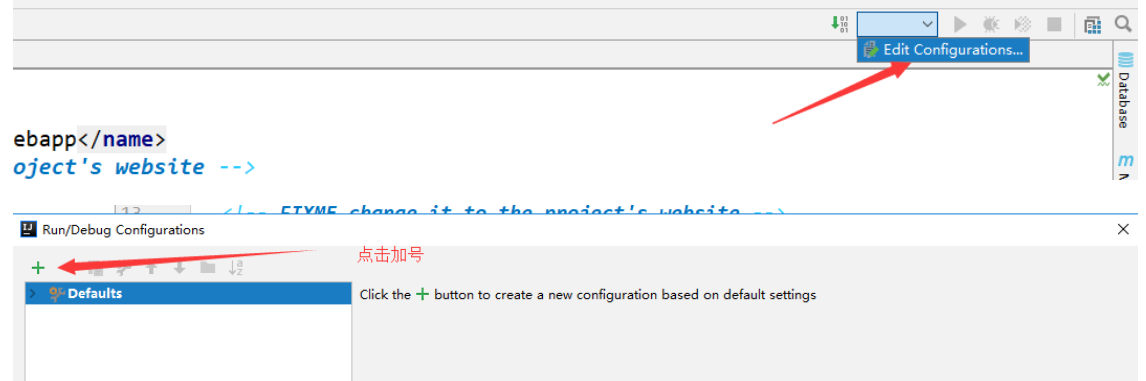 Edit Configurations...
Database
ebapp</name>
m
oject's website -->
13 <!-- FIXME change it to the project's website -->
IJ Run/Debug Configurations
点击加号
Defaults
Click the + button to create a new configuration based on default settings